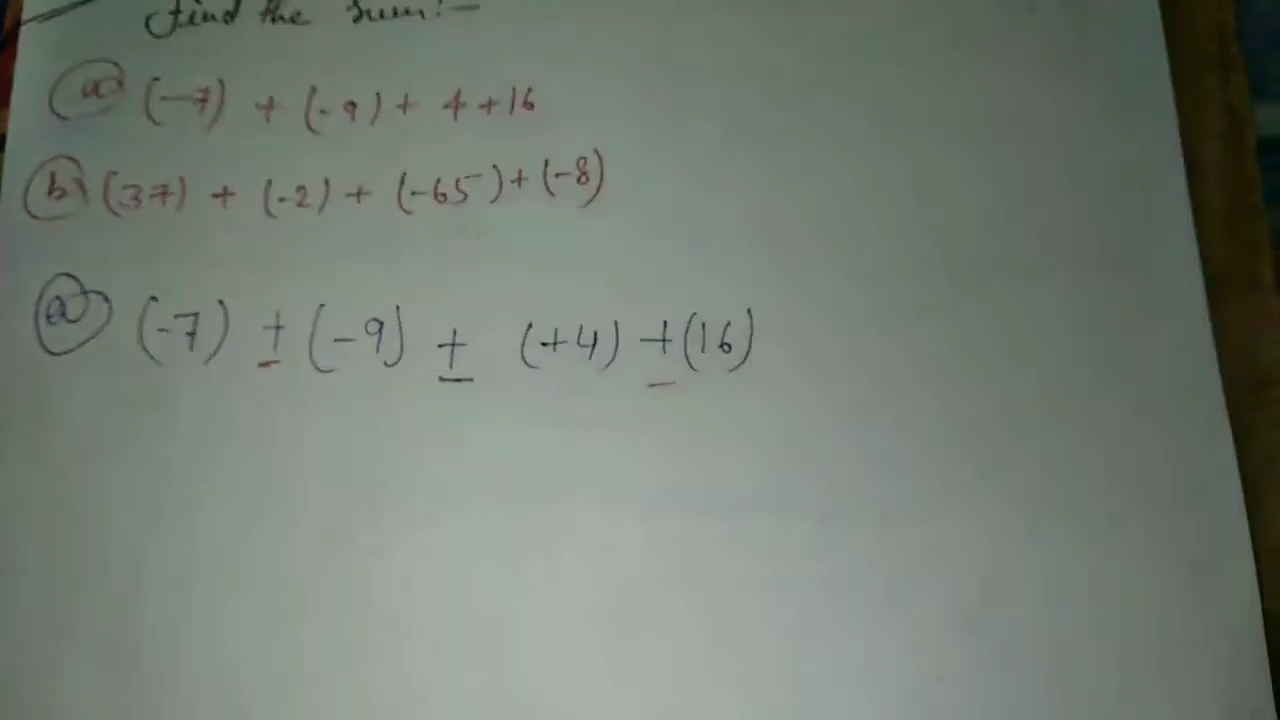 find the sum:-
(a) (-7) + (-9) + 4 + 16
(b) (37) + (-2) + (-65) + (-8)
(a) (-7) + (-9) + (+4) + (16)